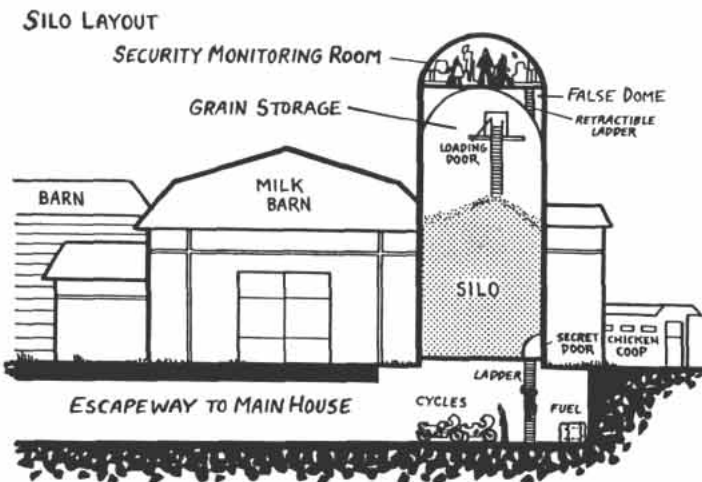 SILO LAYOUT
SECURITY MONITORING ROOM
FALSE DOME
GRAIN STORAGE
RETRACTIBLE
LADDER
LOADING
DOOR
BARN
MILK
BARN
SILO
SECRET
DOOR
CHICKEN
COOP
LADDER
ESCAPEWAY TO MAIN HOUSE
CYCLES
FUEL